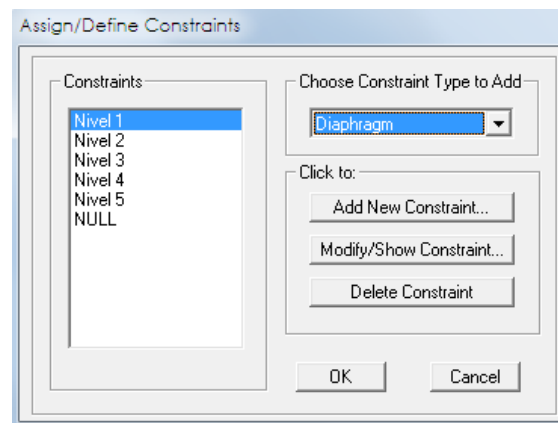 Assign/Define Constraints
Constraints
Nivel 1
Nivel 2
Nivel 3
Nivel 4
Nivel 5
NULL
Choose Constraint Type to Add
Diaphragm
Click to:
Add New Constraint...
Modify/Show Constraint...
Delete Constraint
OK
Cancel